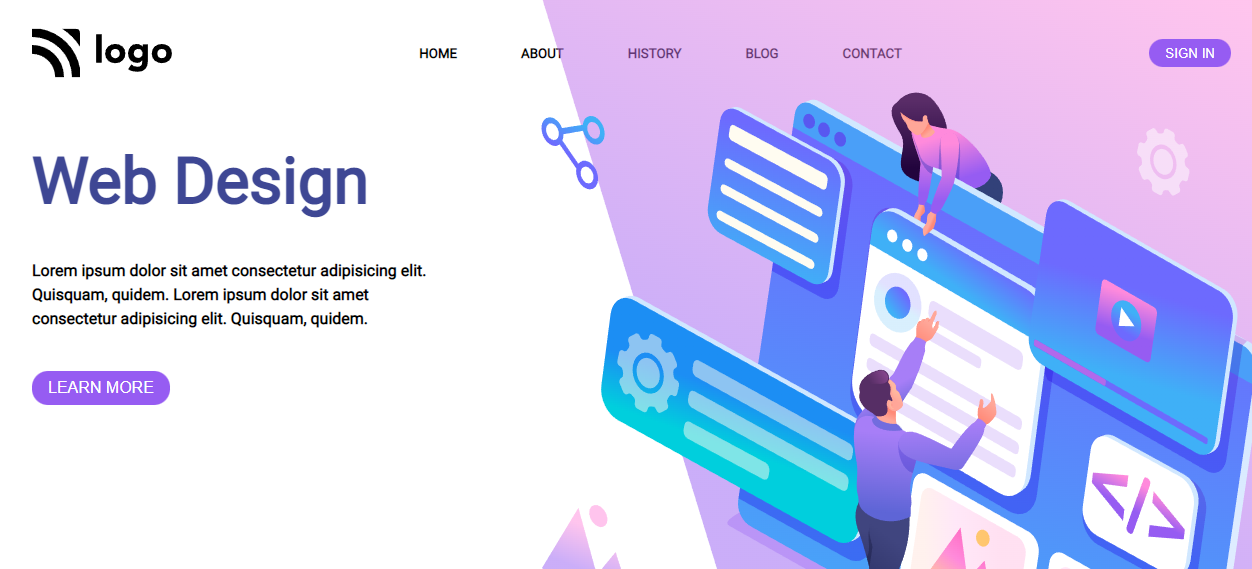 logo
HOME ABOUT HISTORY BLOG CONTACT
SIGN IN
Web Design
Lorem ipsum dolor sit amet consectetur adipisicing elit.
Quisquam, quidem. Lorem ipsum dolor sit amet
consectetur adipisicing elit. Quisquam, quidem.
LEARN MORE
<//>